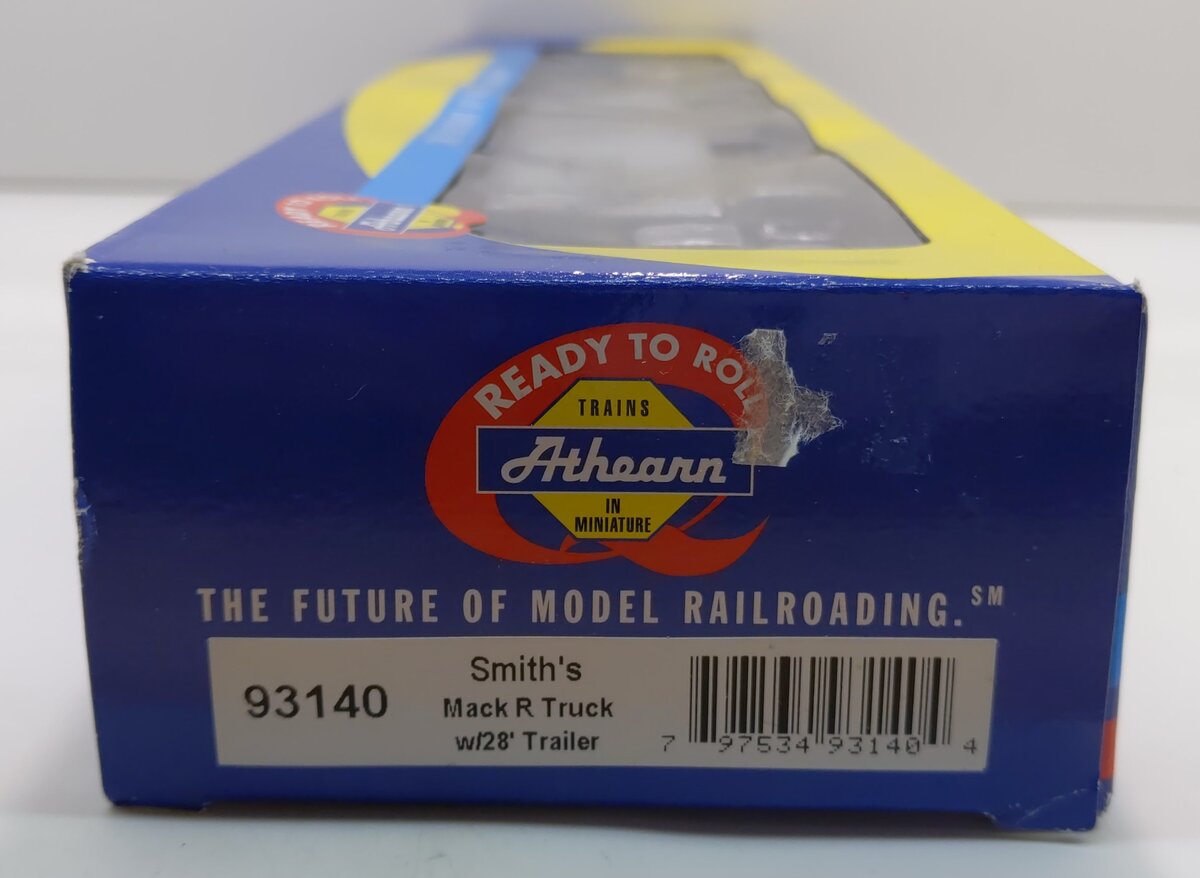 Athearn
READY TO ROLL
TRAINS
Athearn
IN
MINIATURE
THE FUTURE OF MODEL RAILROADING.℠
93140
Smith's
Mack R Truck
w/28' Trailer
7 97534 93140 4